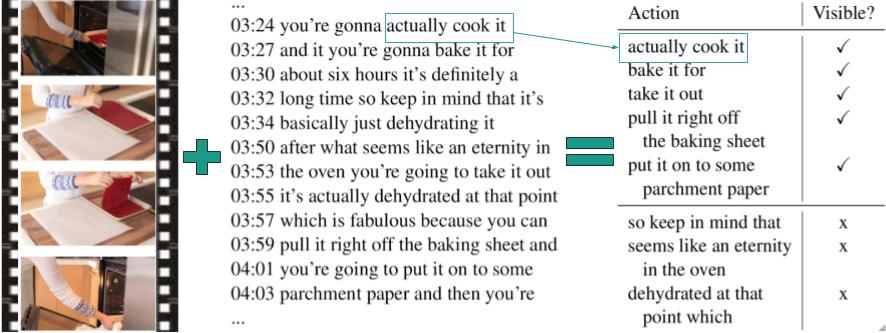 ...
03:24 you're gonna actually cook it
03:27 and it you're gonna bake it for
03:30 about six hours it's definitely a
03:32 long time so keep in mind that it's
03:34 basically just dehydrating it
03:50 after what seems like an eternity in
03:53 the oven you're going to take it out
03:55 it's actually dehydrated at that point
03:57 which is fabulous because you can
03:59 pull it right off the baking sheet and
04:01 you're going to put it on to some
04:03 parchment paper and then you're
...
Action Visible?
actually cook it ✓
bake it for ✓
take it out ✓
pull it right off ✓
the baking sheet
put it on to some ✓
parchment paper
so keep in mind that x
seems like an eternity x
in the oven
dehydrated at that x
point which